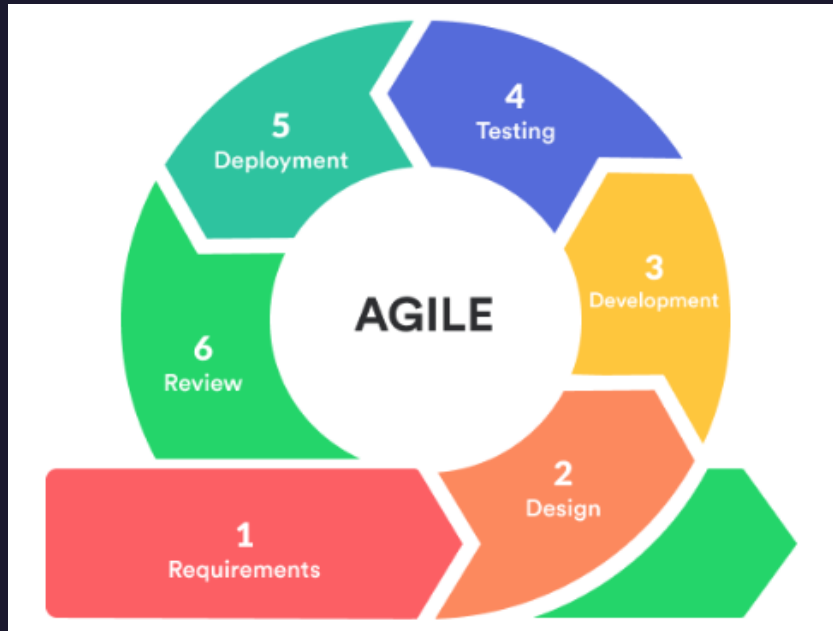 AGILE
1
Requirements
2
Design
3
Development
4
Testing
5
Deployment
6
Review